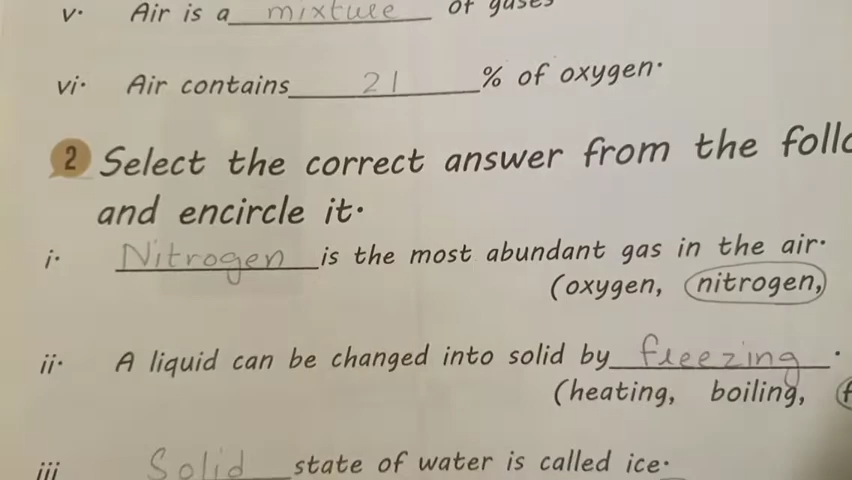 v. Air is a mixture of gases
vi. Air contains 21 % of oxygen.
2 Select the correct answer from the
and encircle it.
i. Nitrogen is the most abundant gas in the air.
(oxygen, nitrogen,
ii. A liquid can be changed into solid by freezing.
(heating, boiling,
iii Solid state of water is called ice.